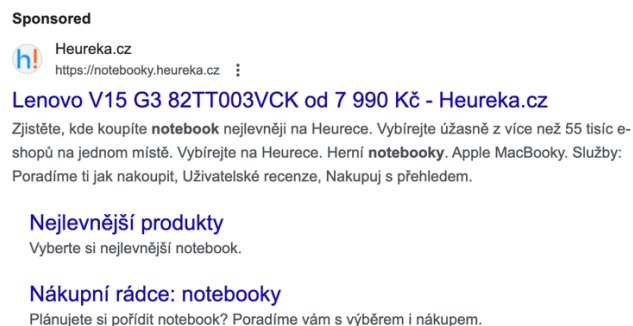 Sponsored
h!
Heureka.cz
https://notebooky.heureka.cz
Lenovo V15 G3 82TT003VCK od 7 990 Kč - Heureka.cz
Zjistěte, kde koupíte notebook nejlevněji na Heurece. Vybírejte úžasně z více než 55 tisíc e-
shopů na jednom místě. Vybírejte na Heurece. Herní notebooky. Apple MacBooky. Služby:
Poradíme ti jak nakoupit, Uživatelské recenze, Nakupuj s přehledem.
Nejlevnější produkty
Vyberte si nejlevnější notebook.
Nákupní rádce: notebooky
Plánujete si pořídit notebook? Poradíme vám s výběrem i nákupem.